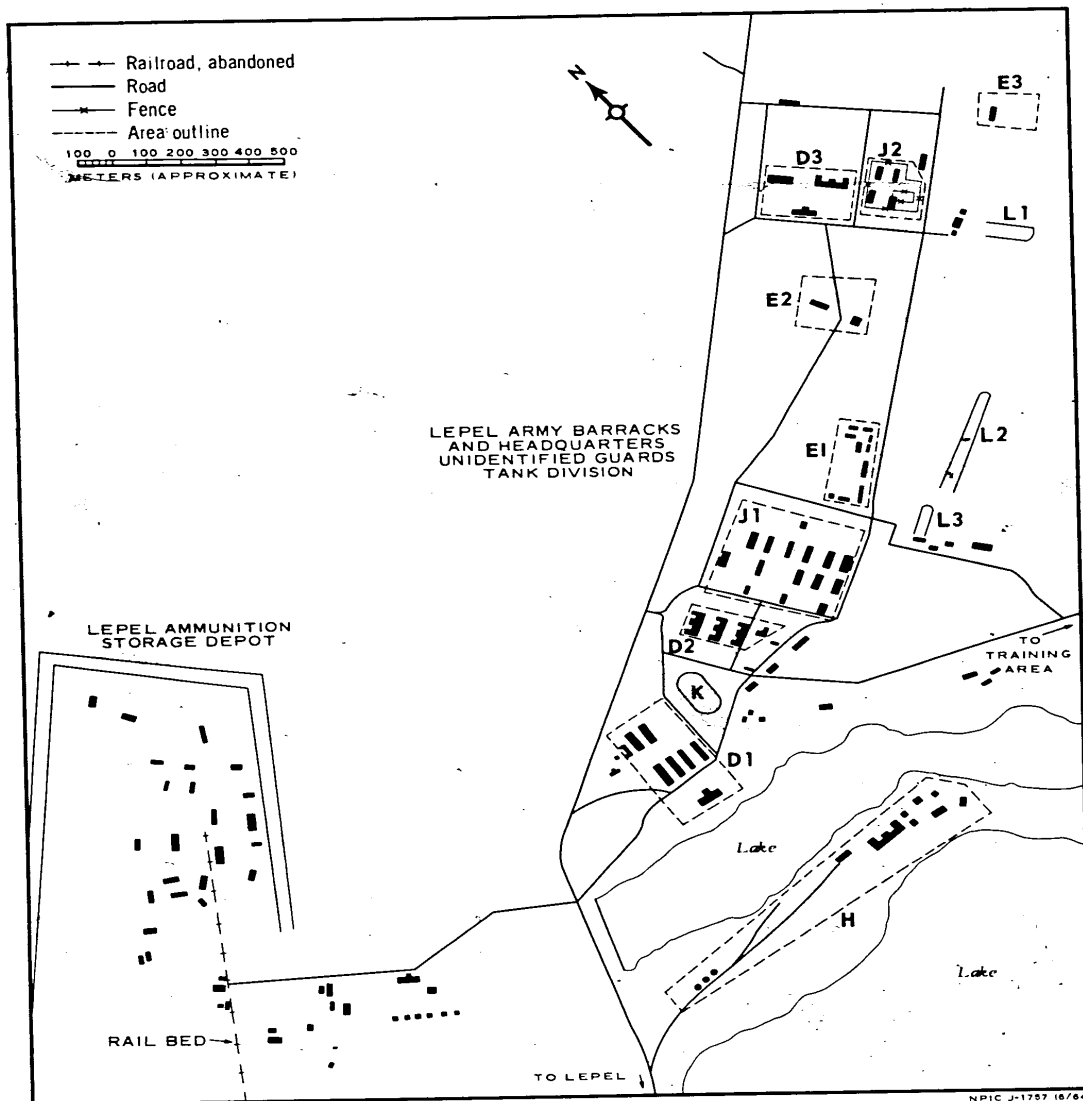 Railroad, abandoned
Road
Fence
Area outline
100 0 100 200 300 400 500
METERS (APPROXIMATE)
N
E3
D3
J2
L1
E2
LEPEL ARMY BARRACKS
AND HEADQUARTERS
UNIDENTIFIED GUARDS
TANK DIVISION
E1
L2
L3
J1
LEPEL AMMUNITION
STORAGE DEPOT
D2
TO
TRAINING
AREA
K
D1
Lake
H
Lake
RAIL BED
TO LEPEL
NPIC J-1757 (6/64